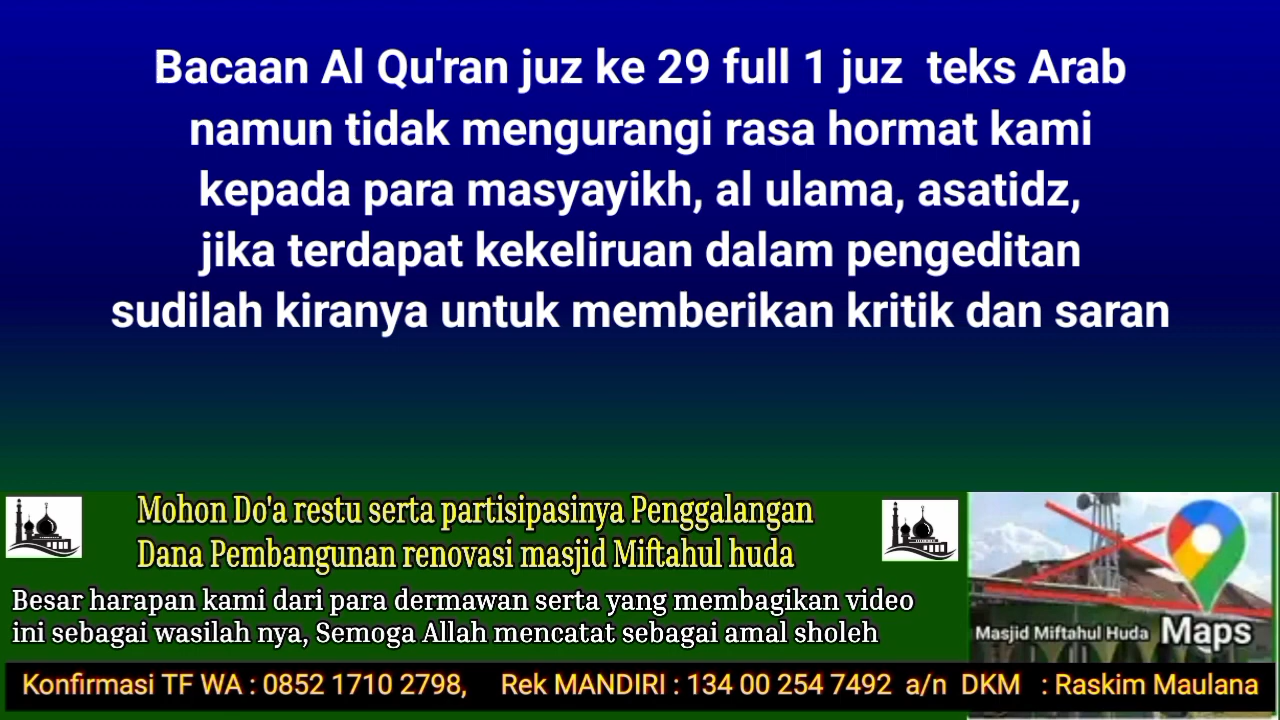 Bacaan Al Qu'ran juz ke 29 full 1 juz  teks Arab
namun tidak mengurangi rasa hormat kami
kepada para masyayikh, al ulama, asatidz,
jika terdapat kekeliruan dalam pengeditan
sudilah kiranya untuk memberikan kritik dan saran
Mohon Do'a restu serta partisipasinya Penggalangan
Dana Pembangunan renovasi masjid Miftahul huda
Besar harapan kami dari para dermawan serta yang membagikan video
ini sebagai wasilah nya, Semoga Allah mencatat sebagai amal sholeh
Masjid Miftahul Huda Maps
Konfirmasi TF WA : 0852 1710 2798, Rek MANDIRI : 134 00 254 7492 a/n DKM : Raskim Maulana